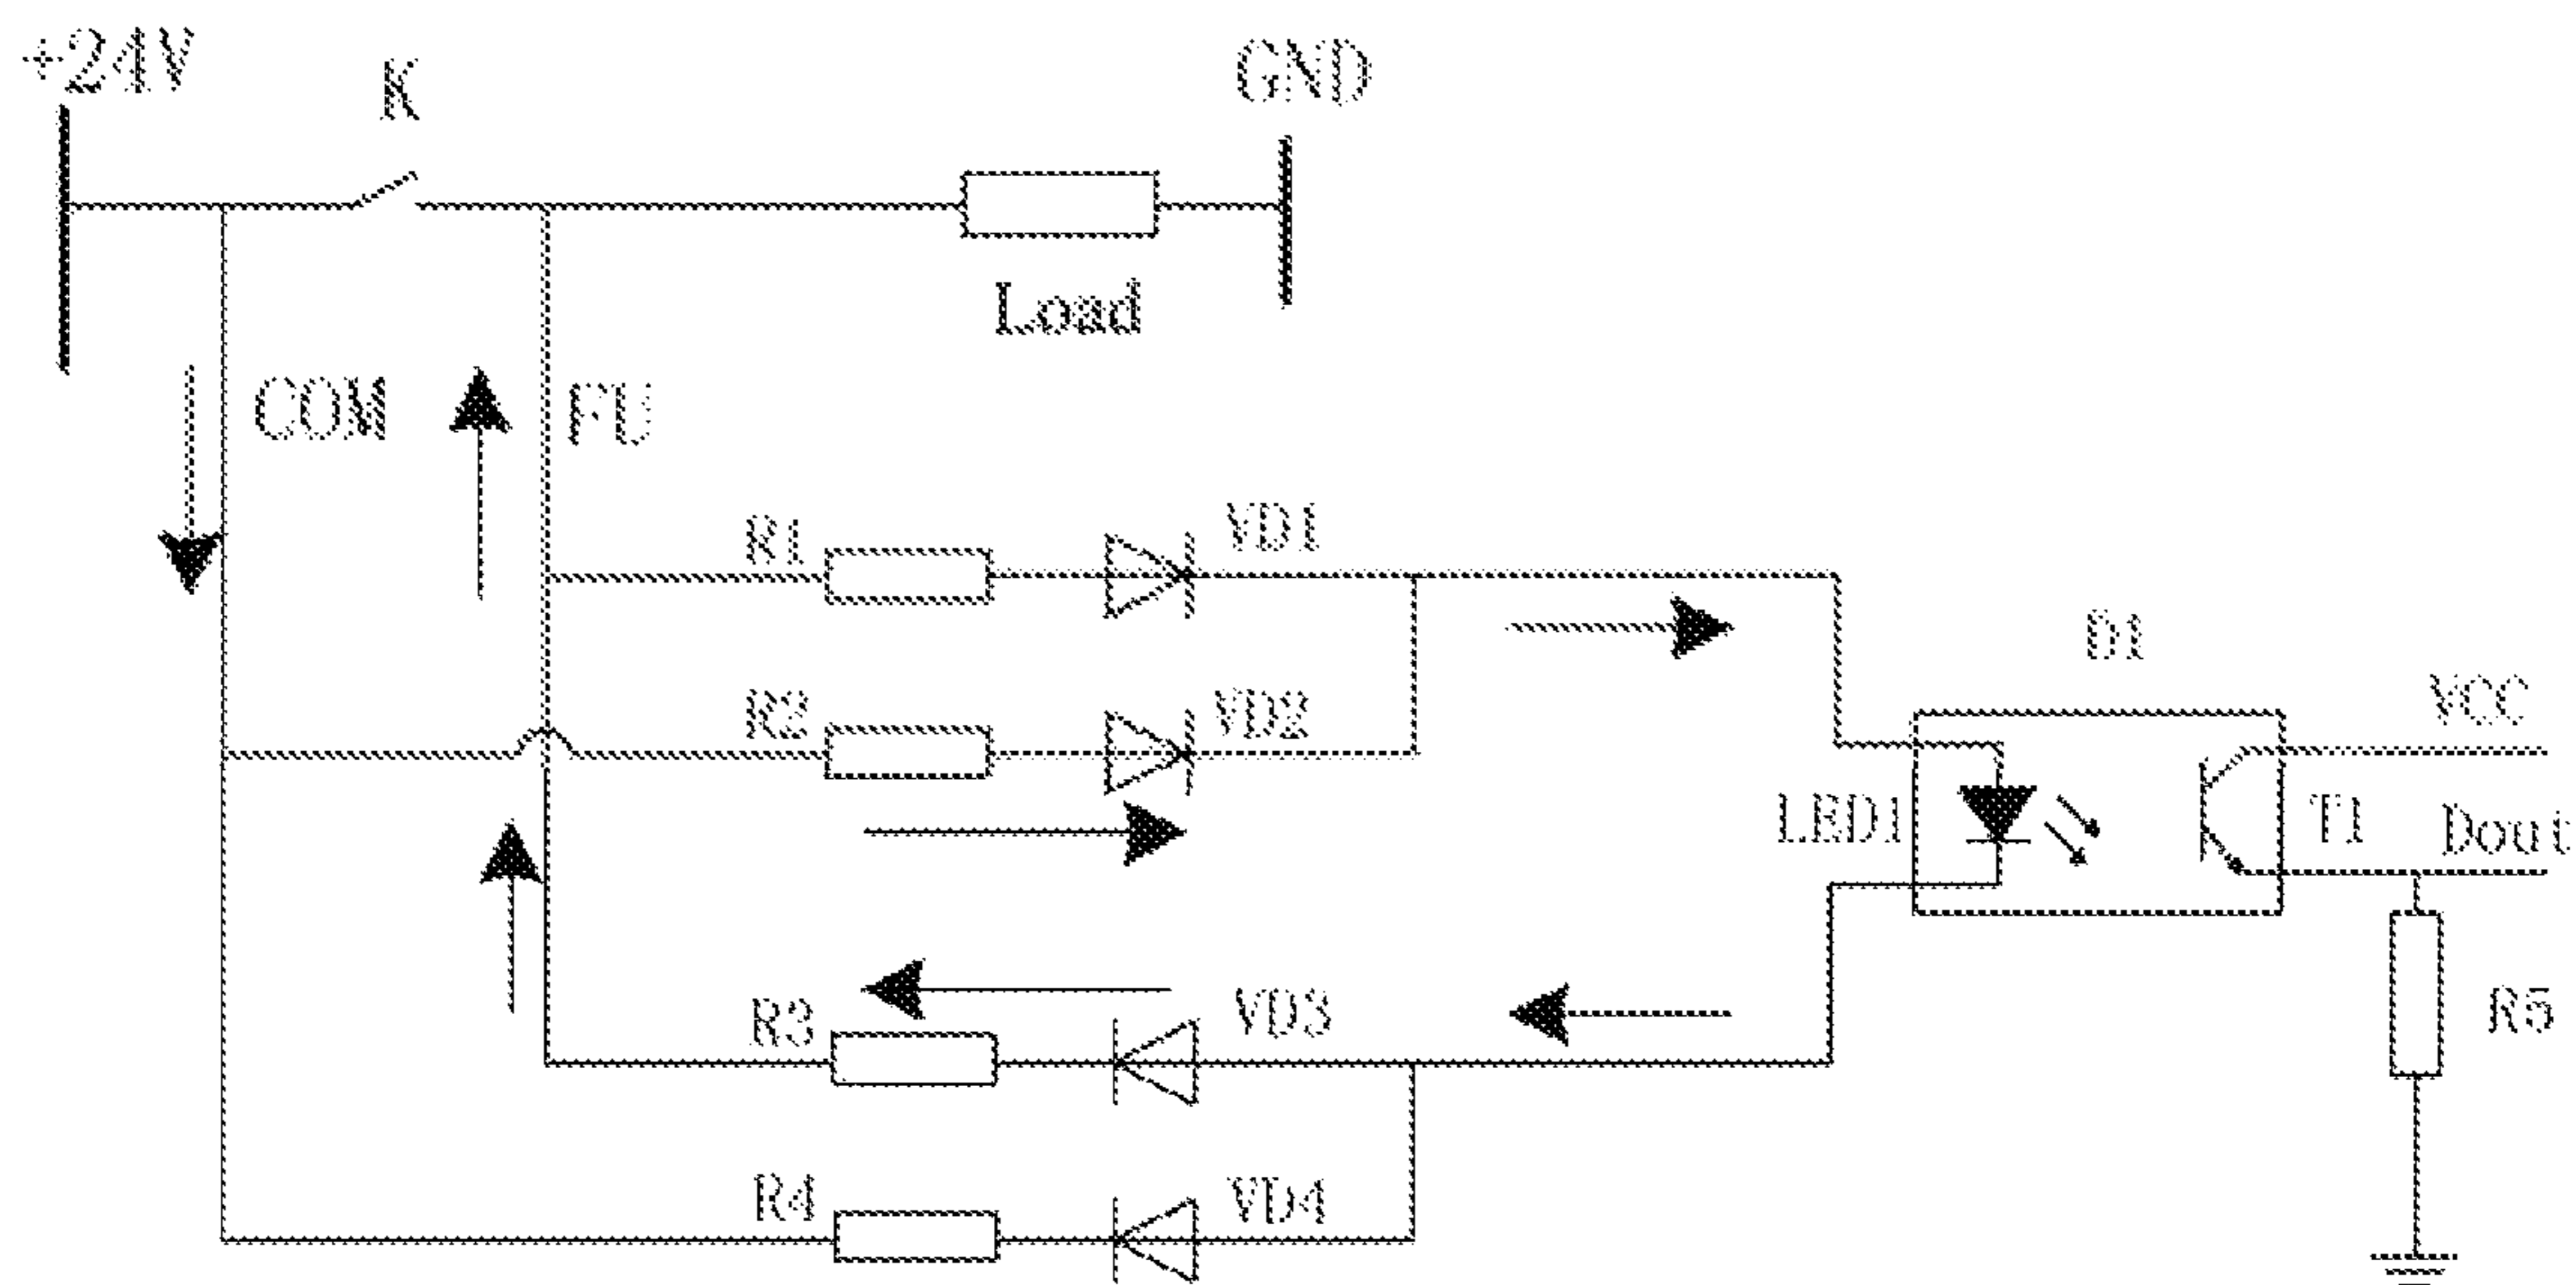 +24V
K
GND
Load
COM
FU
R1
VD1
R2
VD2
D1
VCC
LED1
T1
Dout
R3
VD3
R5
R4
VD4